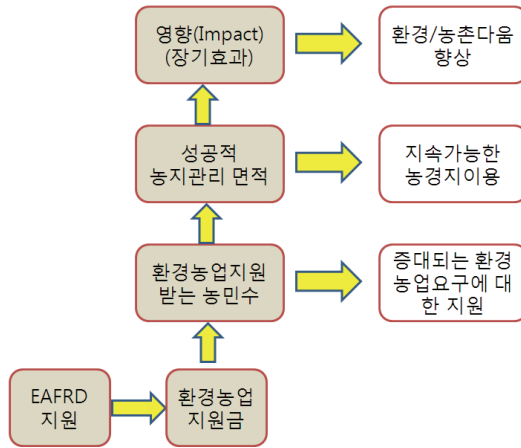 영향(Impact)
(장기효과)
환경/농촌다움
향상
성공적
농지관리 면적
지속가능한
농경지이용
환경농업지원
받는 농민수
증대되는 환경
농업요구에 대
한 지원
EAFRD
지원
환경농업
지원금